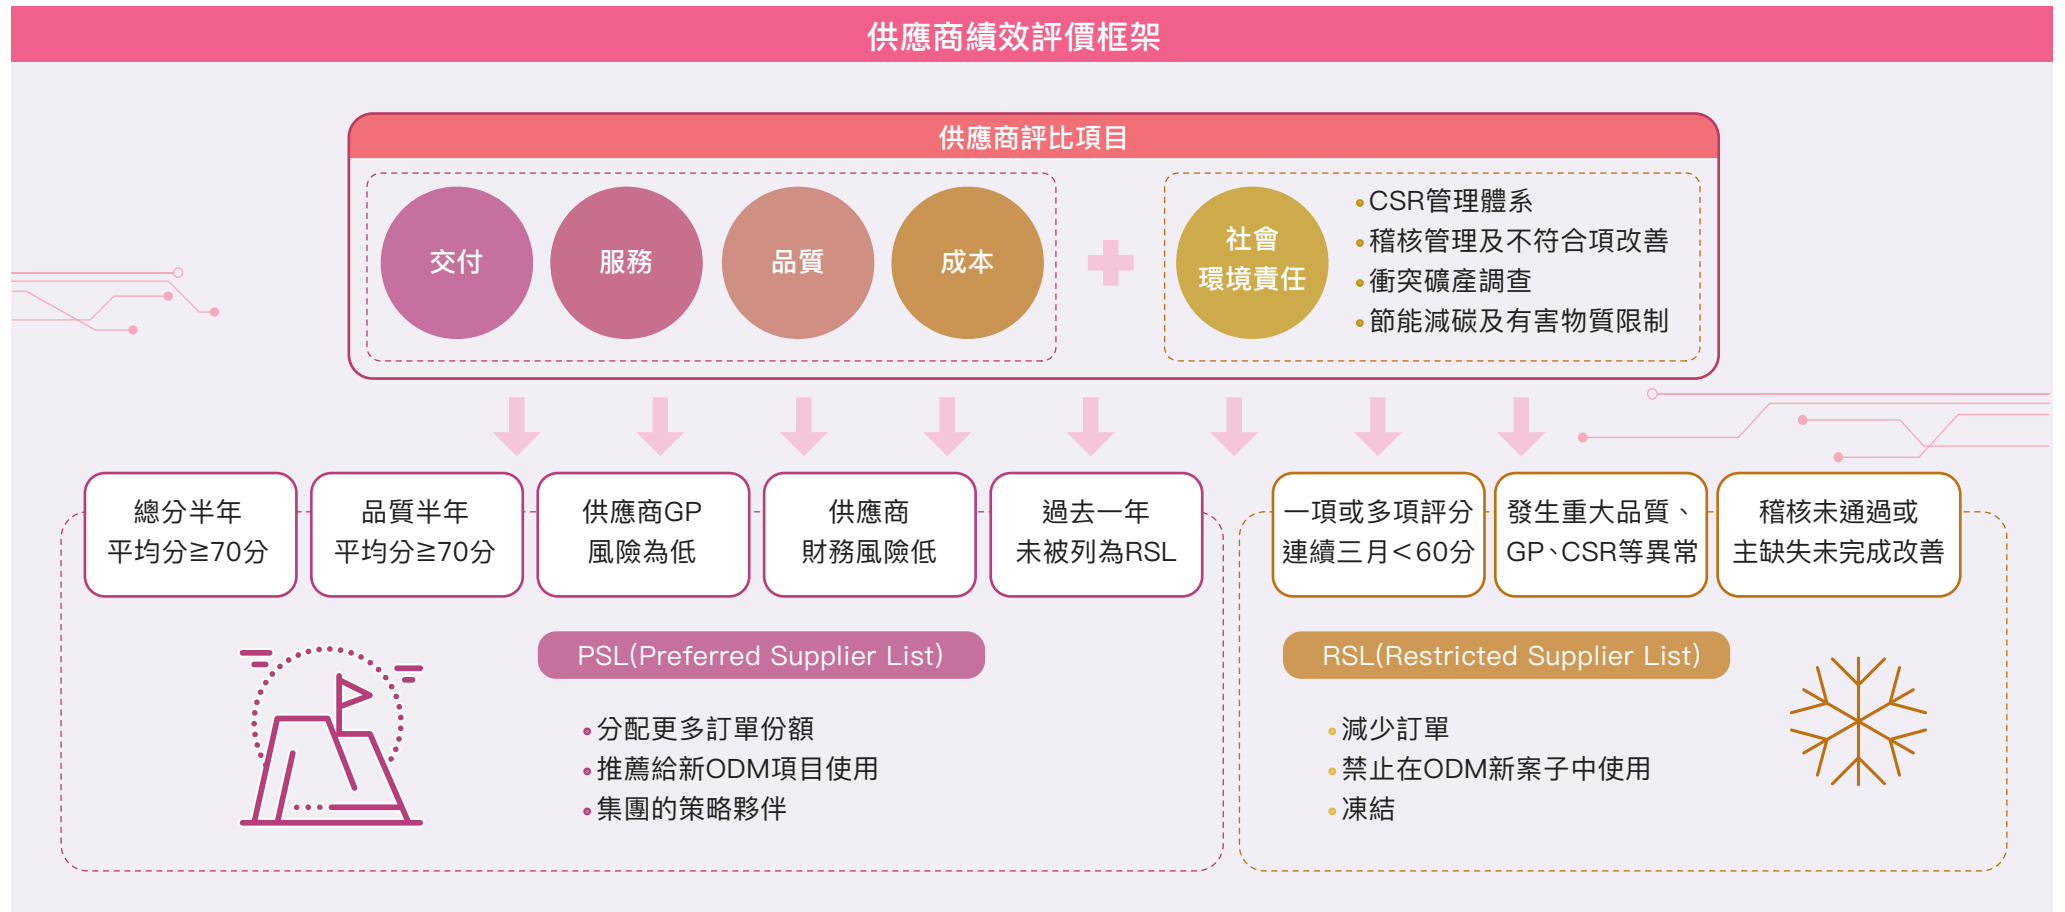 供應商績效評價框架
供應商評比項目
交付
服務
品質
成本
社會
環境責任
CSR管理體系
稽核管理及不符合項改善
衝突礦產調查
節能減碳及有害物質限制
總分半年
平均分≧70分
品質半年
平均分≧70分
供應商GP
風險為低
供應商
財務風險低
過去一年
未被列為RSL
一項或多項評分
連續三月<60分
發生重大品質、
GP、CSR等異常
稽核未通過或
主缺失未完成改善
PSL(Preferred Supplier List)
分配更多訂單份額
推薦給新ODM項目使用
集團的策略夥伴
RSL(Restricted Supplier List)
減少訂單
禁止在ODM新案子中使用
凍結